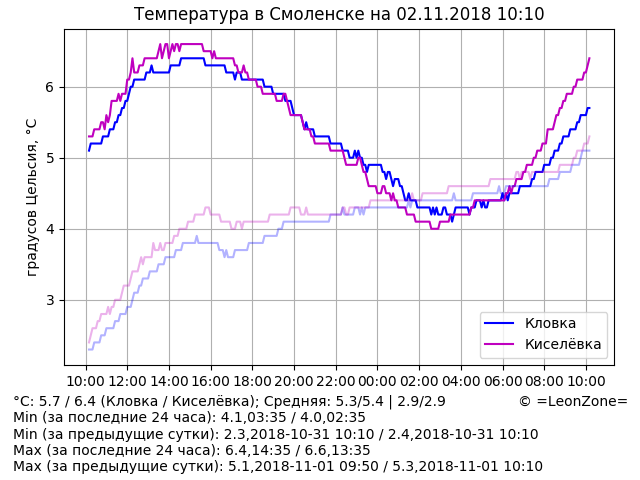 Температура в Смоленске на 02.11.2018 10:10
градусов Цельсия, °C
6
5
4
3
Кловка
Киселёвка
10:00 12:00 14:00 16:00 18:00 20:00 22:00 00:00 02:00 04:00 06:00 08:00 10:00
°C: 5.7 / 6.4 (Кловка / Киселёвка); Средняя: 5.3/5.4 | 2.9/2.9 © =LeonZone=
Min (за последние 24 часа): 4.1,03:35 / 4.0,02:35
Min (за предыдущие сутки): 2.3,2018-10-31 10:10 / 2.4,2018-10-31 10:10
Max (за последние 24 часа): 6.4,14:35 / 6.6,13:35
Max (за предыдущие сутки): 5.1,2018-11-01 09:50 / 5.3,2018-11-01 10:10